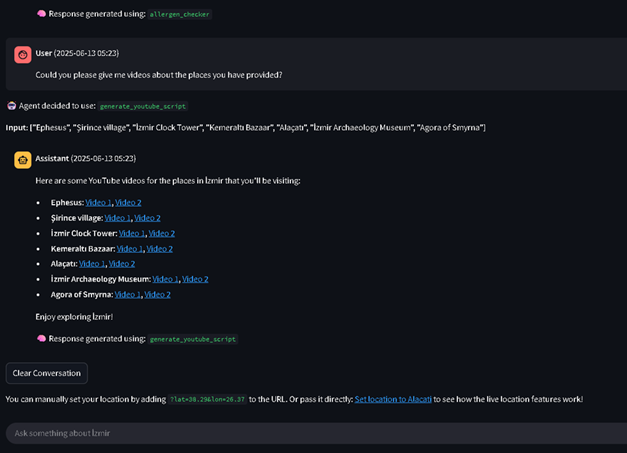 Response generated using: allergen_checker
User (2025-06-13 05:23)
Could you please give me videos about the places you have provided?
Agent decided to use: generate_youtube_script
Input: ["Ephesus", "Şirince village", "İzmir Clock Tower", "Kemeraltı Bazaar", "Alaçatı", "İzmir Archaeology Museum", "Agora of Smyrna"]
Assistant (2025-06-13 05:23)
Here are some YouTube videos for the places in İzmir that you'll be visiting:
• Ephesus: Video 1, Video 2
• Şirince village: Video 1, Video 2
• İzmir Clock Tower: Video 1, Video 2
• Kemeraltı Bazaar: Video 1, Video 2
• Alaçatı: Video 1, Video 2
• İzmir Archaeology Museum: Video 1, Video 2
• Agora of Smyrna: Video 1, Video 2
Enjoy exploring İzmir!
Response generated using: generate_youtube_script
Clear Conversation
You can manually set your location by adding ?lat=38.29&lon=26.37 to the URL. Or pass it directly: Set location to Alacati to see how the live location features work!
Ask something about İzmir